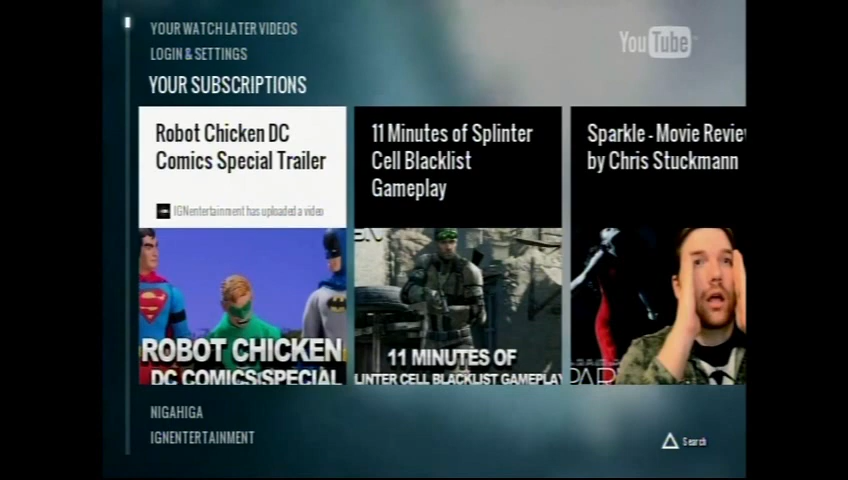 YOUR WATCH LATER VIDEOS
LOGIN & SETTINGS
YOUR SUBSCRIPTIONS
YouTube
Robot Chicken DC
Comics Special Trailer
IGNentertainment has uploaded a video
11 Minutes of Splinter
Cell Blacklist
Gameplay
Sparkle - Movie Review
by Chris Stuckmann
ROBOT CHICKEN
DC COMICS SPECIAL
11 MINUTES OF
LINTER CELL BLACKLIST GAMEPLAY
PAR
NIGAHIGA
IGNENTERTAINMENT
Search